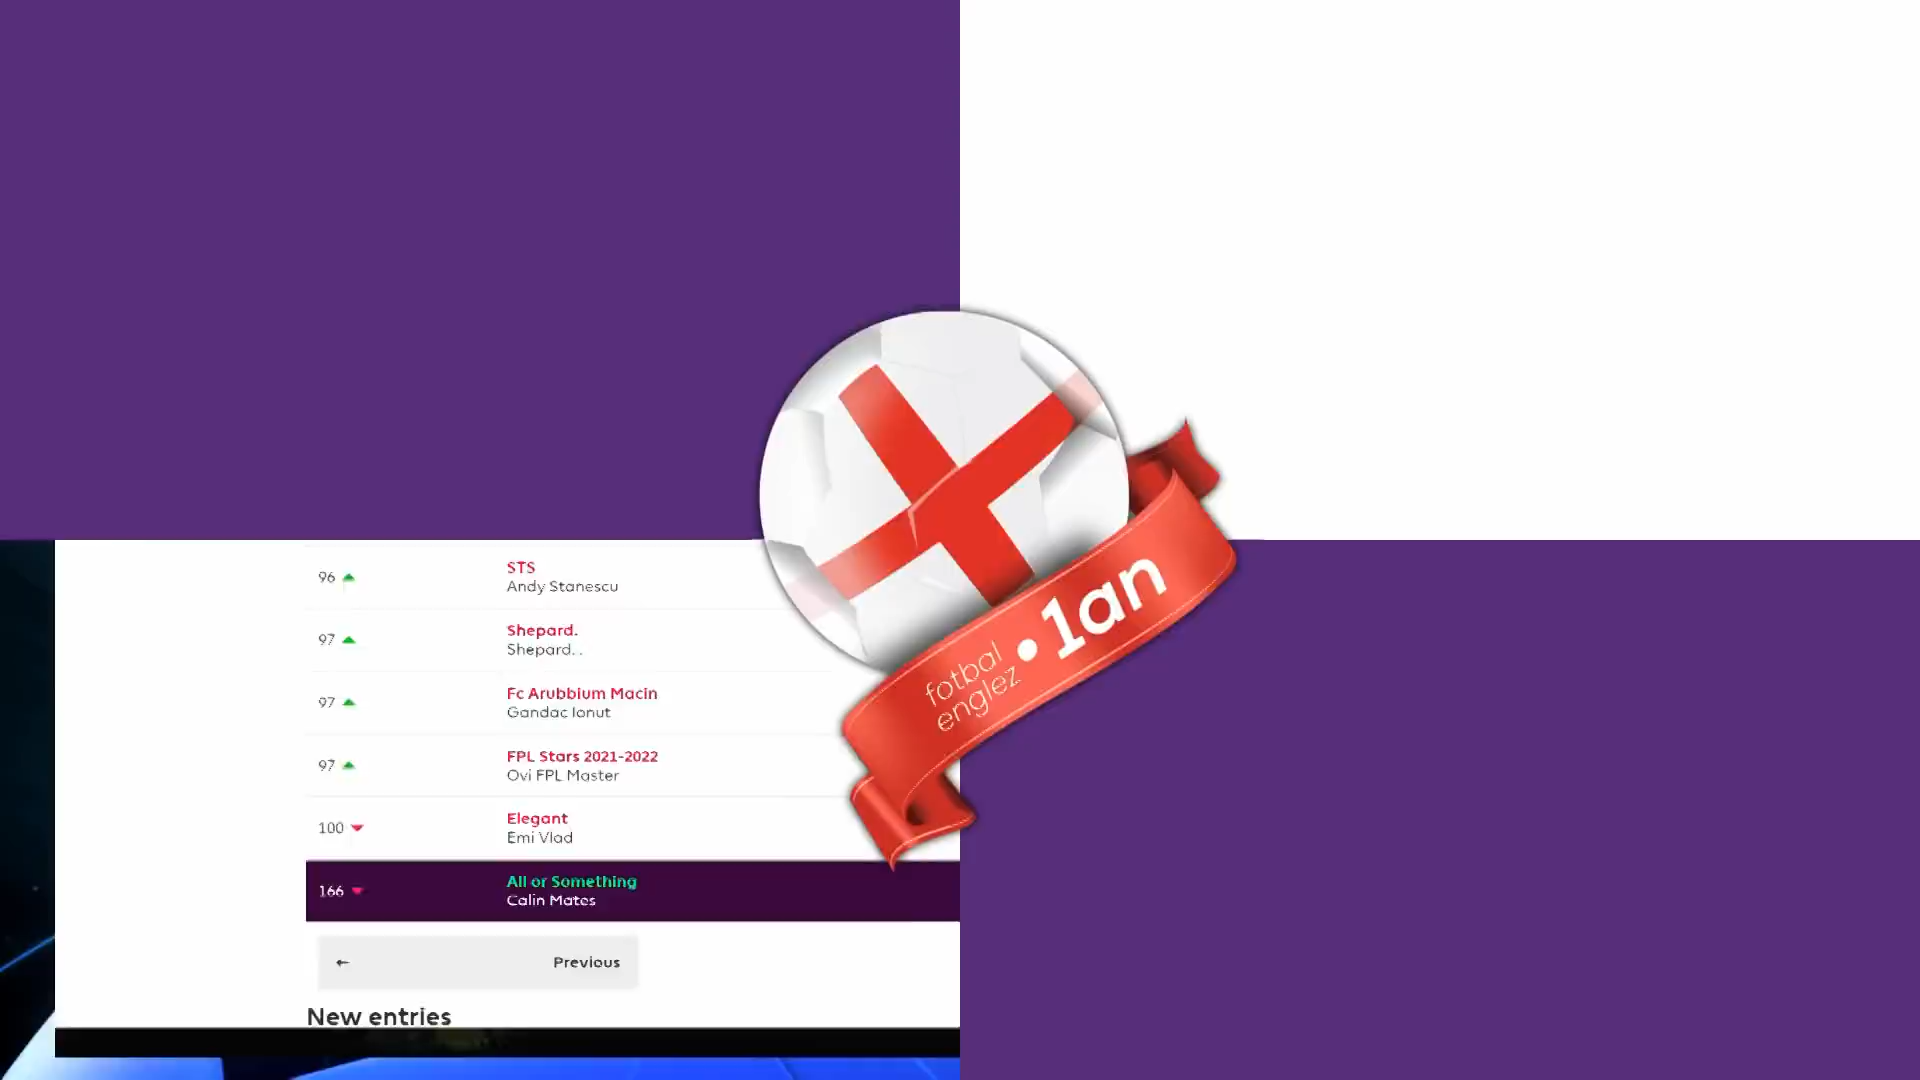 96
STS
Andy Stanescu
97
Shepard.
Shepard. .
97
Fc Arubbium Macin
Gandac Ionut
97
FPL Stars 2021-2022
Ovi FPL Master
100
Elegant
Emi Vlad
166
All or Something
Calin Mates
← Previous
New entries
fotbal
englez
•1an